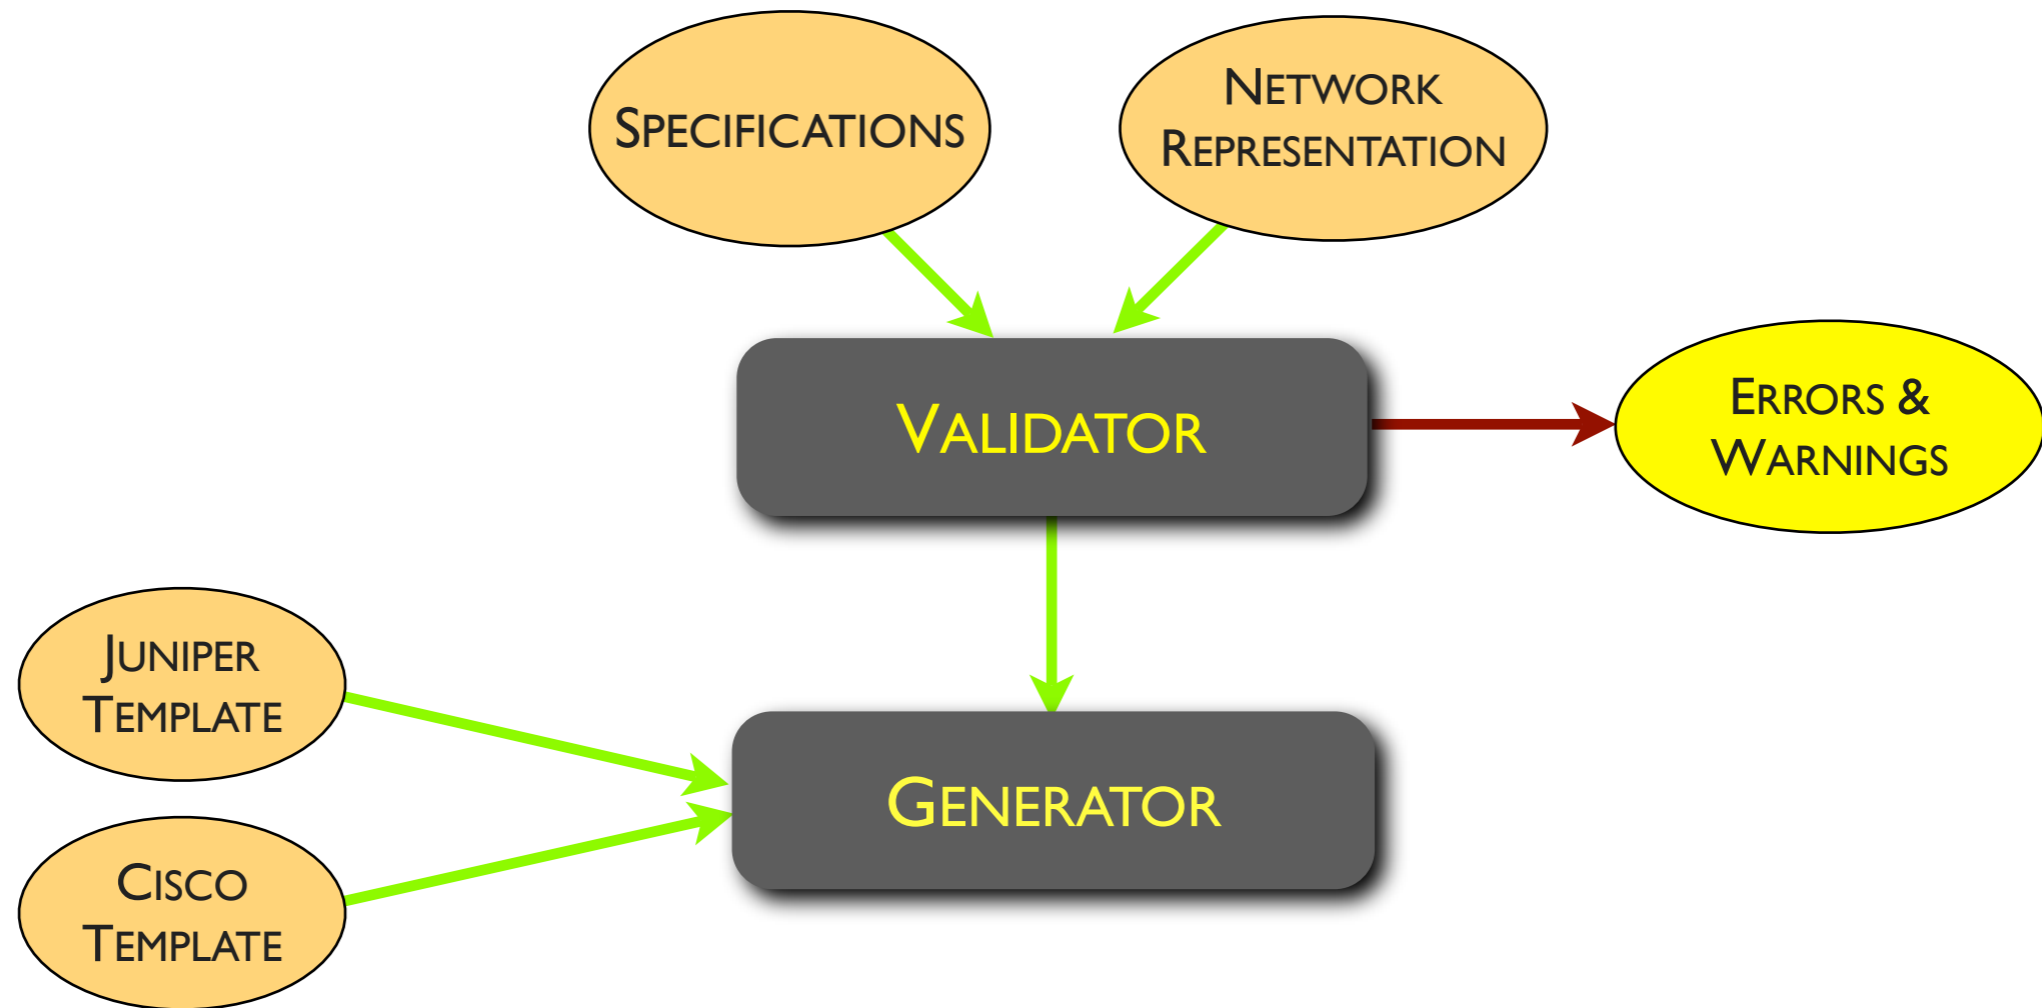 SPECIFICATIONS
NETWORK
REPRESENTATION
VALIDATOR
ERRORS &
WARNINGS
JUNIPER
TEMPLATE
GENERATOR
CISCO
TEMPLATE